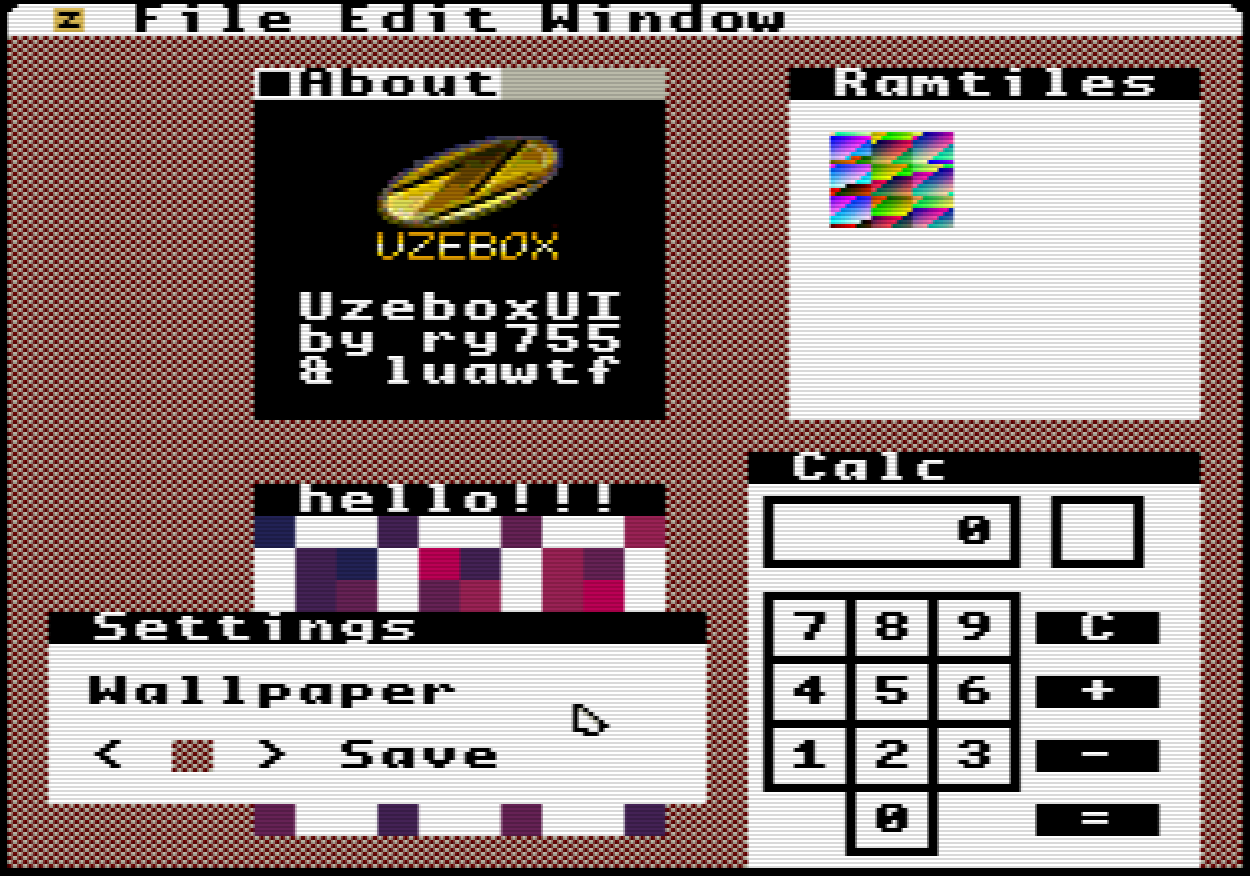 Z File Edit Window
About
UZEBOX
UzeboxUI
by ry755
& luawtf
Ramtiles
hello!!!
Settings
Wallpaper
< > Save
Calc
0
7 8 9 C
4 5 6 +
1 2 3 -
0 =